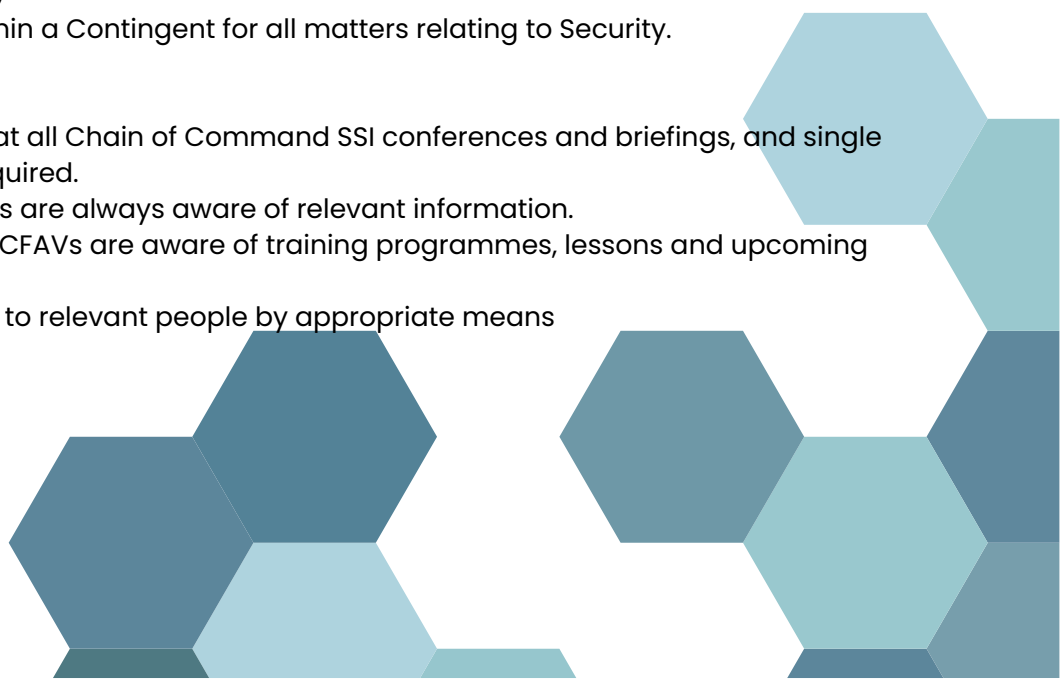 a Contingent for all matters relating to Security.
at all Chain of Command SSI conferences and briefings, and single
are always aware of relevant information.
CFAVs are aware of training programmes, lessons and upcoming
to relevant people by appropriate means